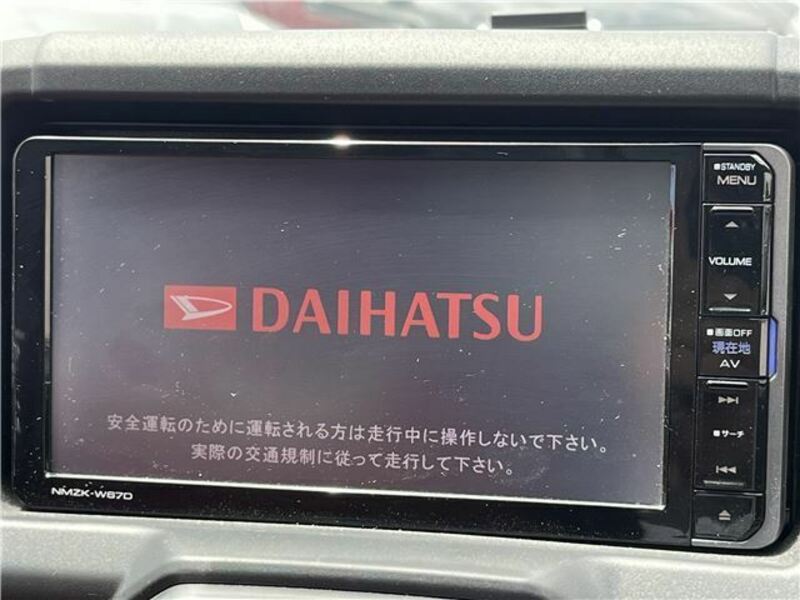 DAIHATSU
安全運転のために運転される方は走行中に操作しないで下さい。
実際の交通規制に従って走行して下さい。
NMZK-W67D
STANDBY
MENU
VOLUME
画面OFF
現在地
AV
サーチ